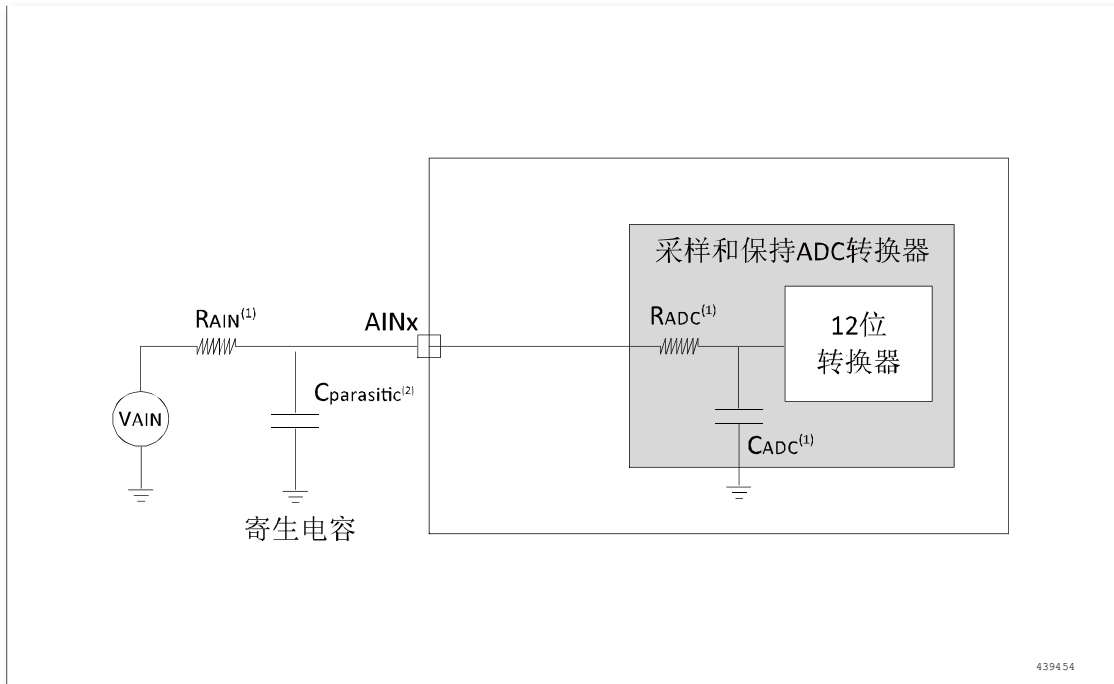 采样和保持ADC转换器
RAIN(1)
AINx
RADC(1)
12位
转换器
Cparasitic(2)
VAIN
CADC(1)
寄生电容
439454